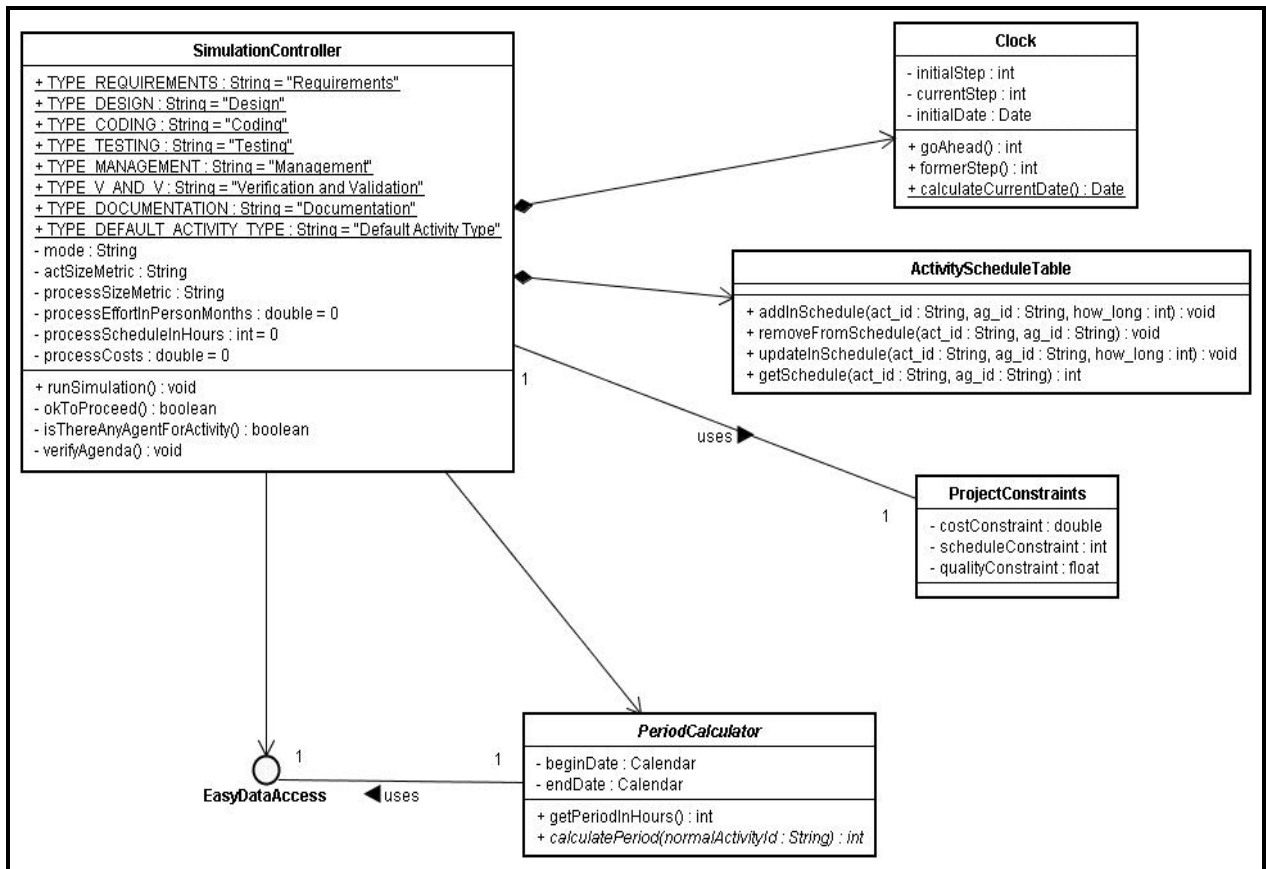 SimulationController
+ TYPE_REQUIREMENTS : String = "Requirements"
+ TYPE_DESIGN : String = "Design"
+ TYPE_CODING : String = "Coding"
+ TYPE_TESTING : String = "Testing"
+ TYPE_MANAGEMENT : String = "Management"
+ TYPE_V_AND_V : String = "Verification and Validation"
+ TYPE_DOCUMENTATION : String = "Documentation"
+ TYPE_DEFAULT_ACTIVITY_TYPE : String = "Default Activity Type"
- mode : String
- actSizeMetric : String
- processSizeMetric : String
- processEffortInPersonMonths : double = 0
- processScheduleInHours : int = 0
- processCosts : double = 0
+ runSimulation() : void
- okToProceed() : boolean
- isThereAnyAgentForActivity() : boolean
- verifyAgenda() : void
Clock
- initialStep : int
- currentStep : int
- initialDate : Date
+ goAhead() : int
+ formerStep() : int
+ calculateCurrentDate() : Date
ActivityScheduleTable
+ addInSchedule(act_id : String, ag_id : String, how_long : int) : void
+ removeFromSchedule(act_id : String, ag_id : String) : void
+ updateInSchedule(act_id : String, ag_id : String, how_long : int) : void
+ getSchedule(act_id : String, ag_id : String) : int
1
uses
1
ProjectConstraints
- costConstraint : double
- scheduleConstraint : int
- qualityConstraint : float
PeriodCalculator
- beginDate : Calendar
- endDate : Calendar
+ getPeriodInHours() : int
+ calculatePeriod(normalActivityId : String) : int
1
1
EasyDataAccess
uses